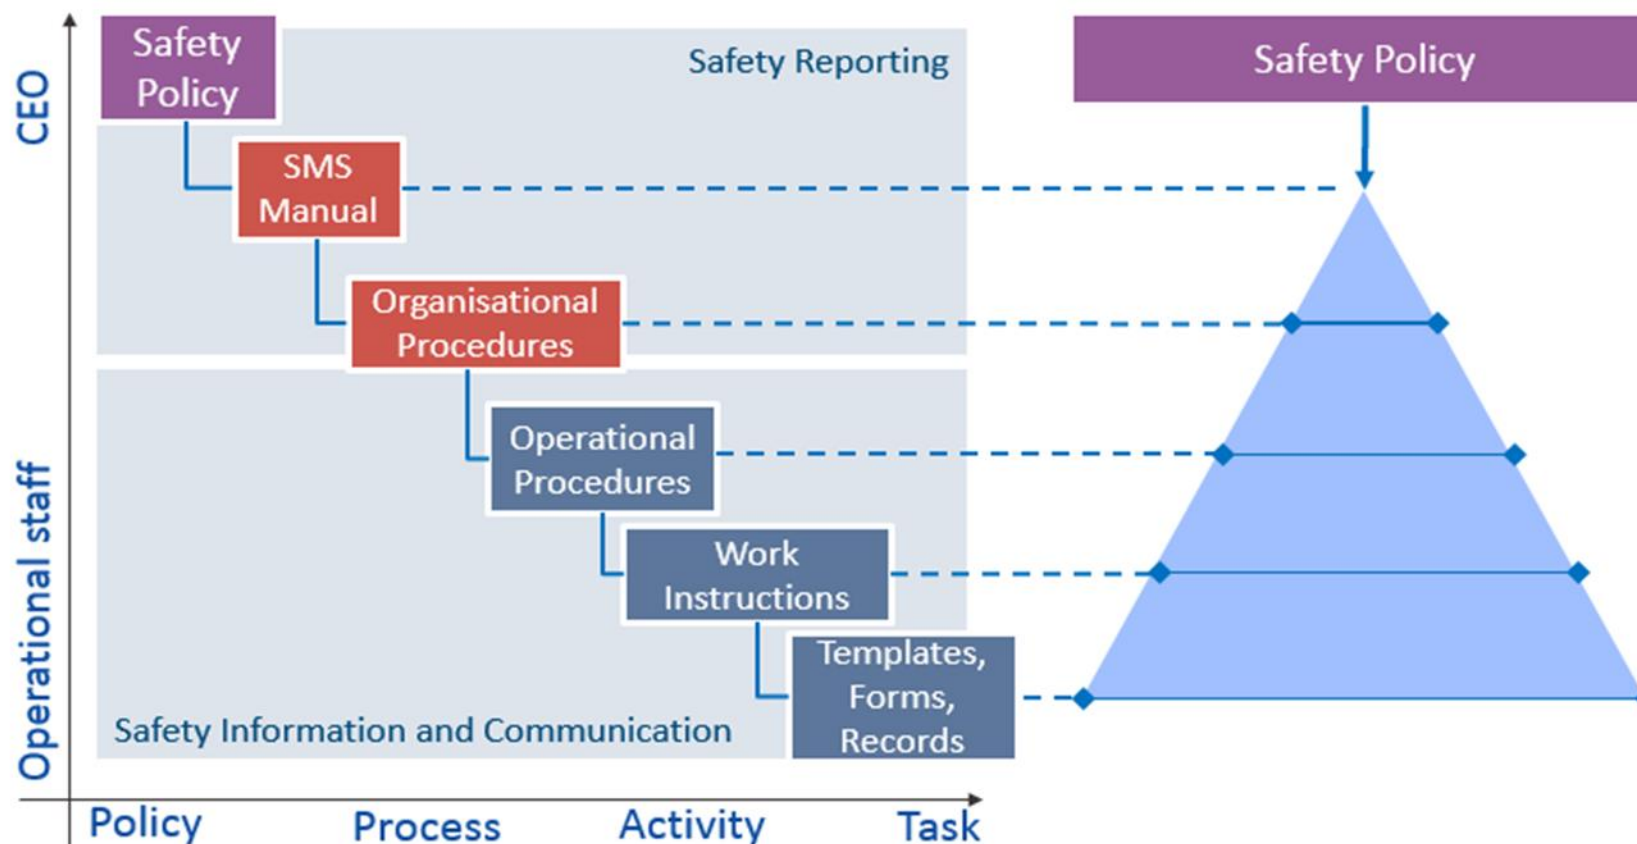 Safety
Policy
Safety Reporting
Safety Policy
CEO
SMS
Manual
Organisational
Procedures
Operational
Procedures
Operational staff
Work
Instructions
Templates,
Forms,
Records
Safety Information and Communication
Policy
Process
Activity
Task